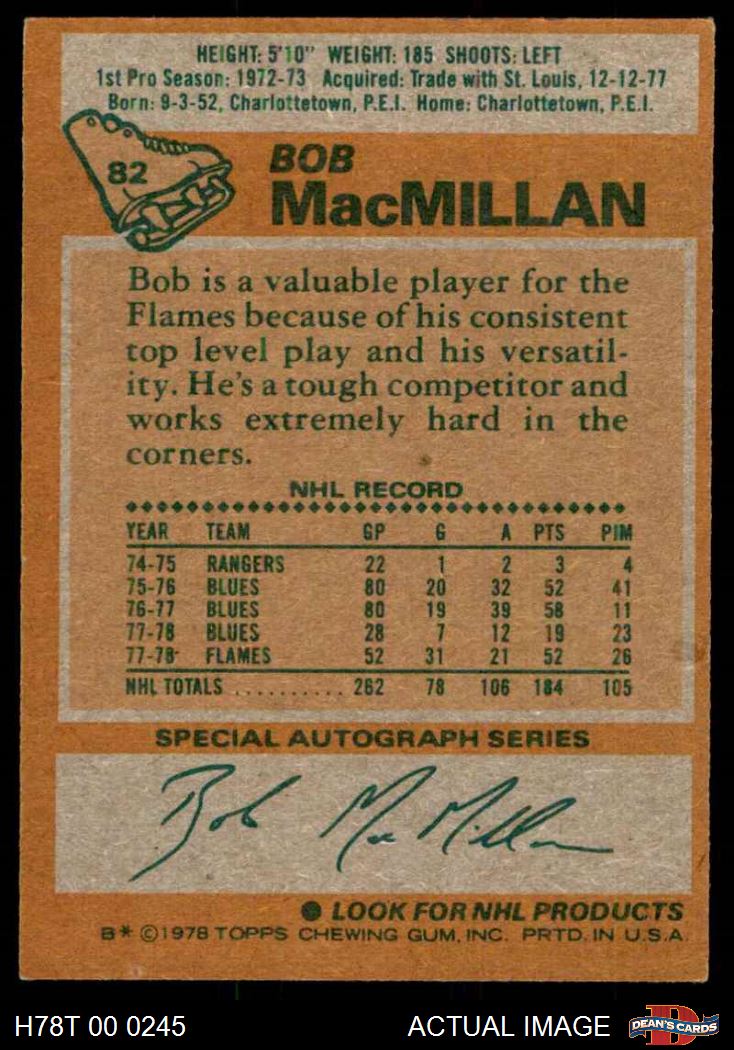 HEIGHT: 5'10" WEIGHT: 185 SHOOTS: LEFT
1st Pro Season: 1972-73 Acquired: Trade with St. Louis, 12-12-77
Born: 9-3-52, Charlottetown, P.E.I. Home: Charlottetown, P.E.I.
82
BOB
MacMILLAN
Bob is a valuable player for the
Flames because of his consistent
top level play and his versatil-
ity. He's a tough competitor and
works extremely hard in the
corners.
NHL RECORD
YEAR TEAM GP G A PTS PIM
74-75 RANGERS 22 1 2 3 4
75-76 BLUES 80 20 32 52 41
76-77 BLUES 80 19 39 58 11
77-78 BLUES 28 7 12 19 23
77-78 FLAMES 52 31 21 52 26
NHL TOTALS .......... 262 78 106 184 105
SPECIAL AUTOGRAPH SERIES
Bob MacMillan
● LOOK FOR NHL PRODUCTS
B* ©1978 TOPPS CHEWING GUM, INC. PRTD. IN U.S.A.
H78T 00 0245 ACTUAL IMAGE DEAN'S CARDS